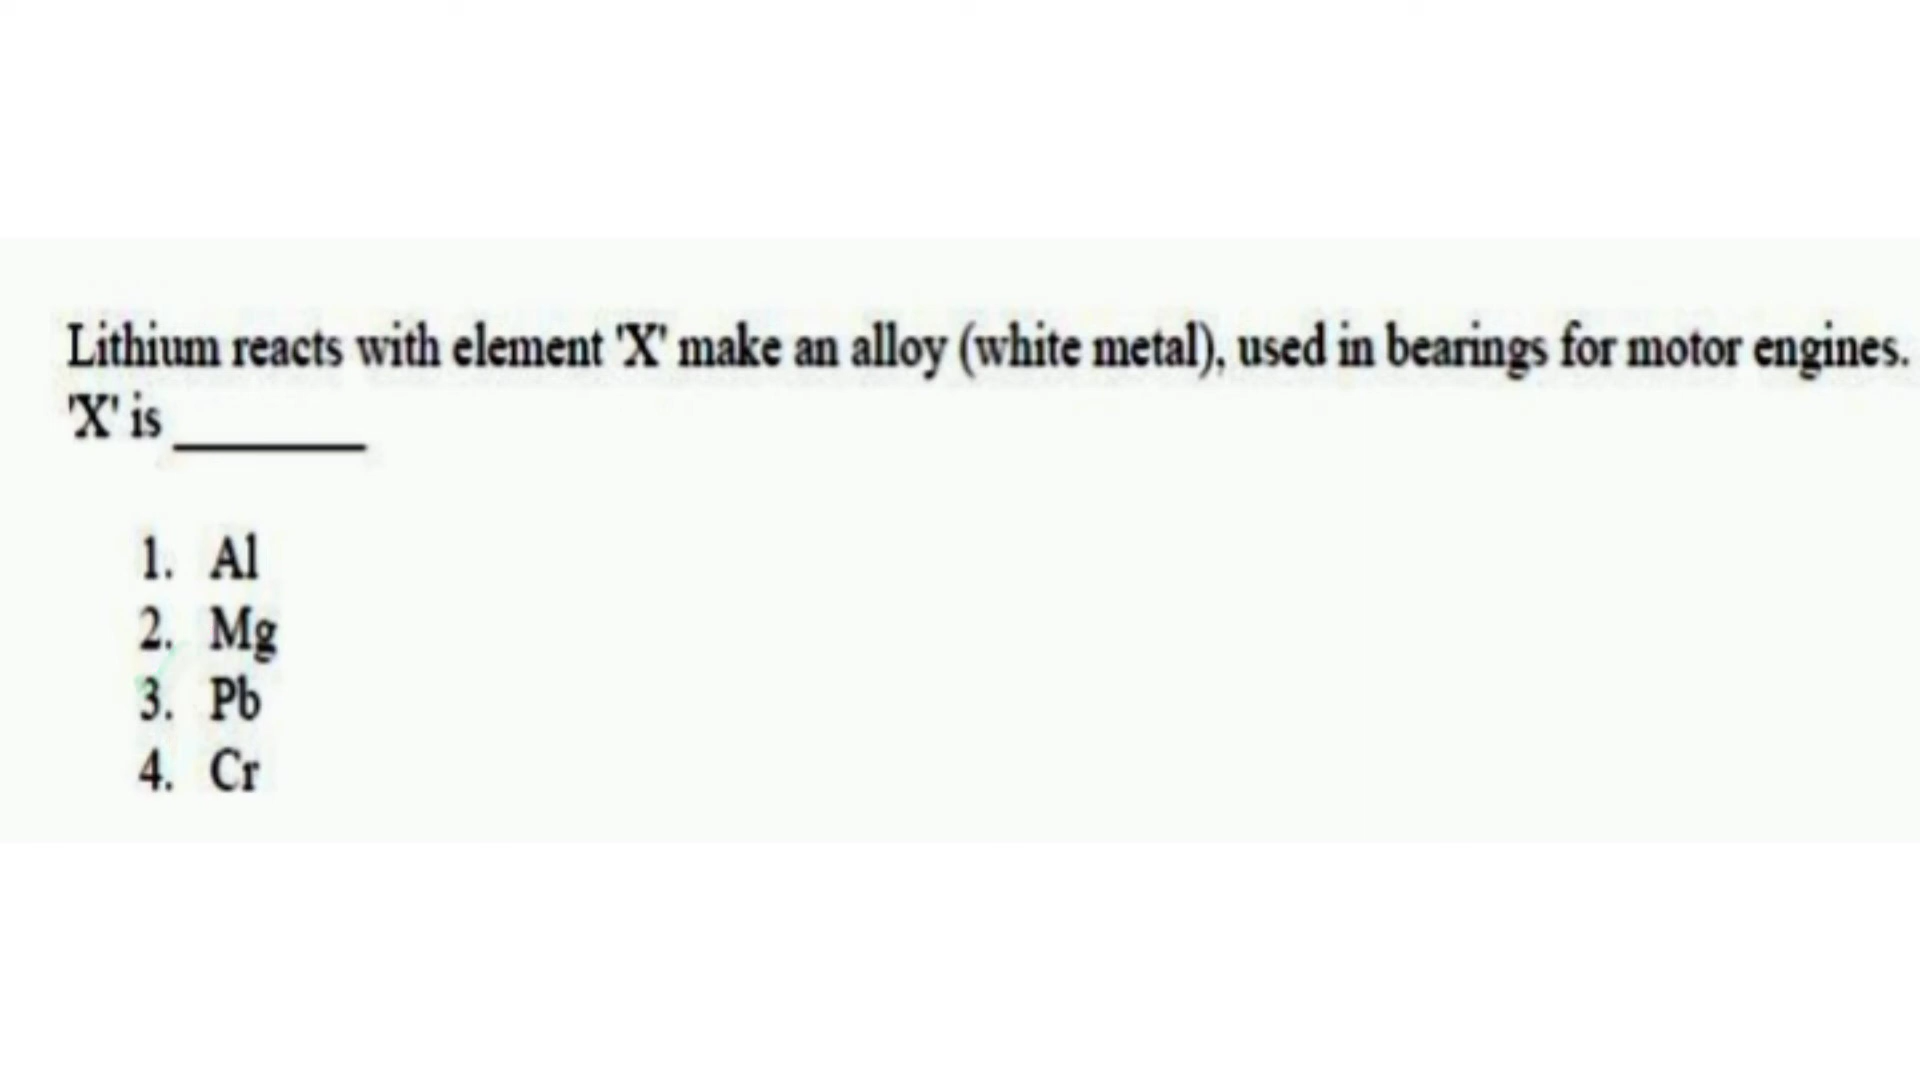 Lithium reacts with element 'X' make an alloy (white metal), used in bearings for motor engines.
'X' is ________
1. Al
2. Mg
3. Pb
4. Cr